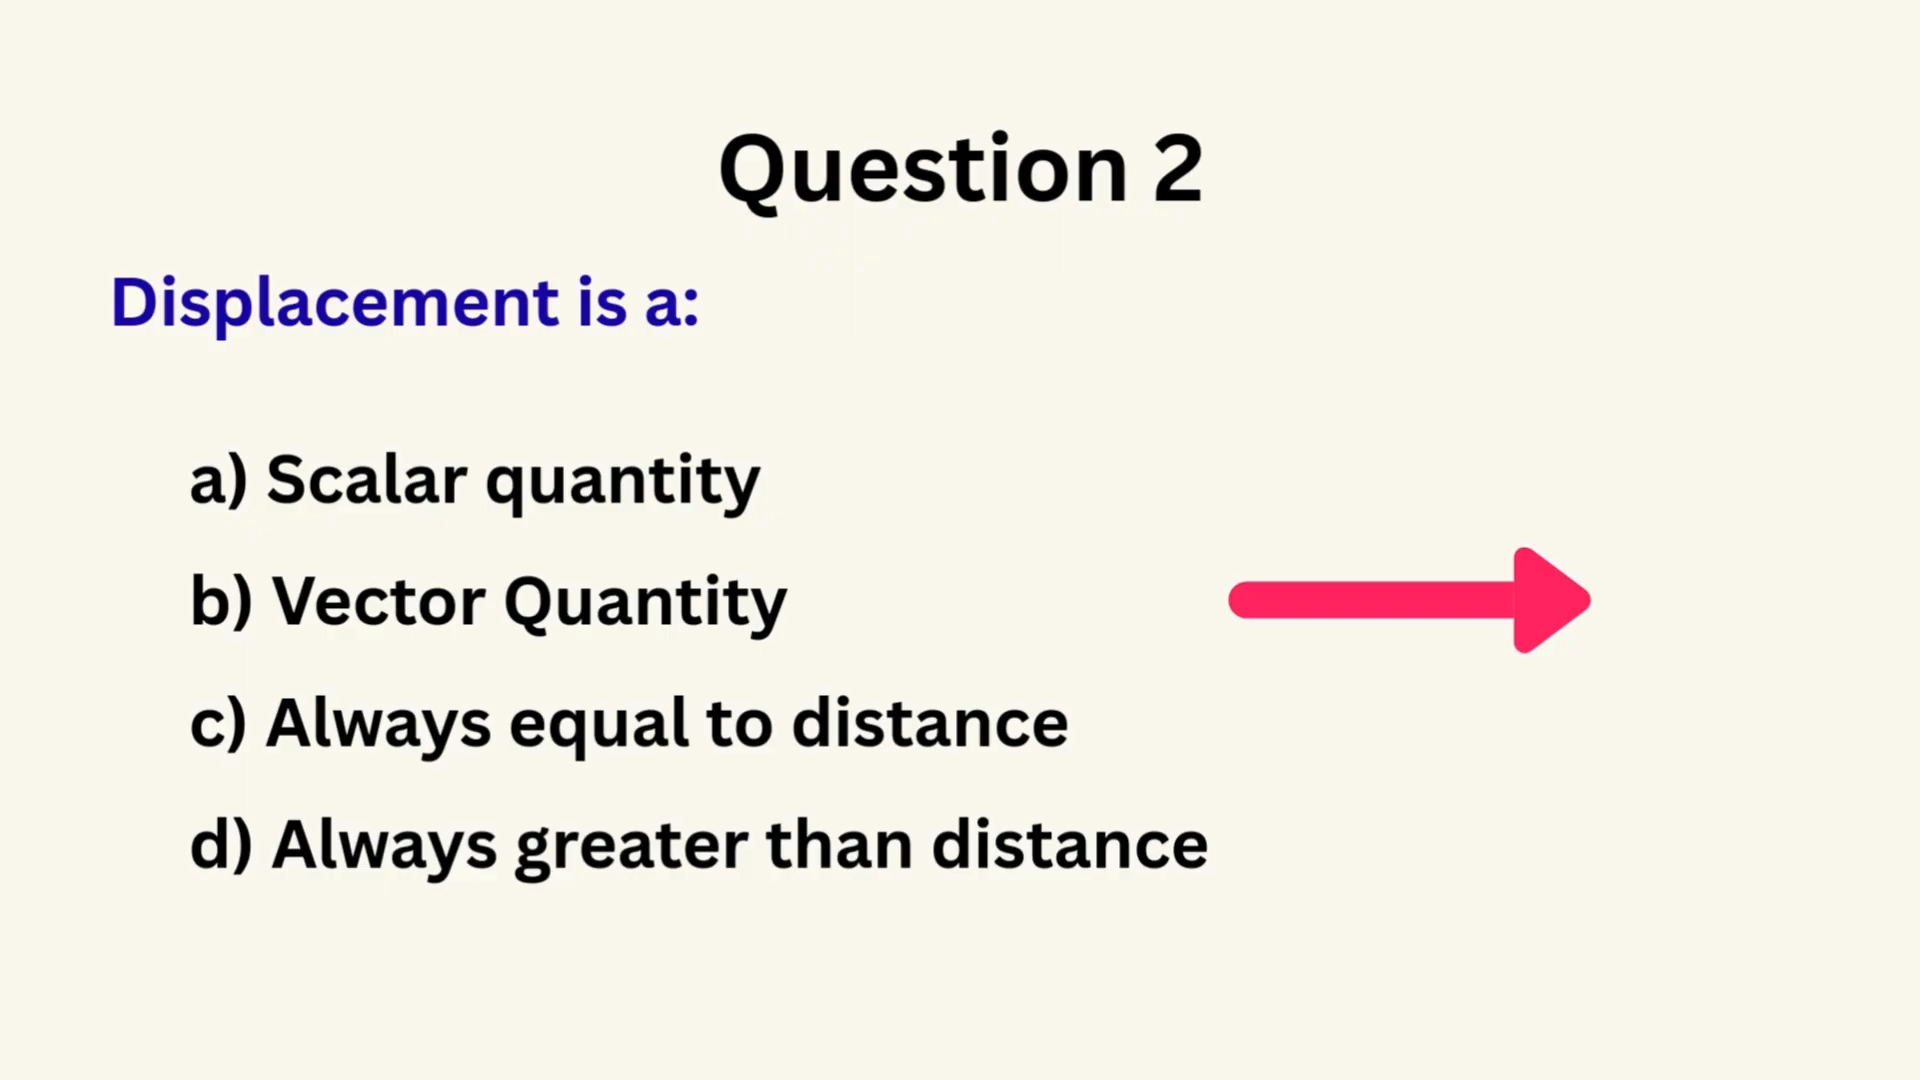 Question 2
Displacement is a:
a) Scalar quantity
b) Vector Quantity
c) Always equal to distance
d) Always greater than distance